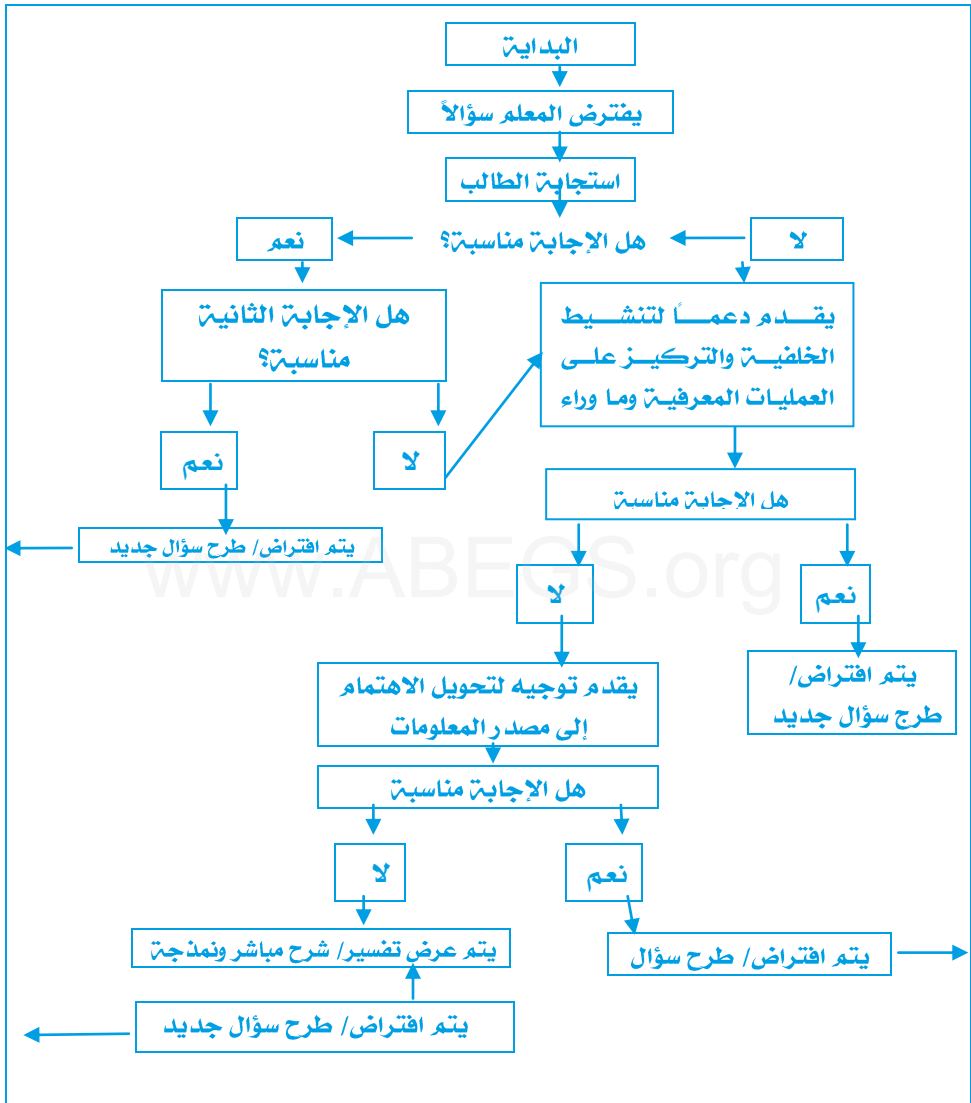 البداية
يفترض المعلم سؤالاً
استجابة الطالب
لا
هل الإجابة مناسبة؟
نعم
يقدم دعماً لتنشيط
الخلفية والتركيز على
العمليات المعرفية وما وراء
هل الإجابة الثانية
مناسبة؟
لا
نعم
هل الإجابة مناسبة
يتم افتراض/ طرح سؤال جديد
www.ABEGS.org
نعم
لا
يتم افتراض/
طرح سؤال جديد
يقدم توجيه لتحويل الاهتمام
إلى مصدر المعلومات
هل الإجابة مناسبة
نعم
لا
يتم افتراض/ طرح سؤال
يتم عرض تفسير/ شرح مباشر ونمذجة
يتم افتراض/ طرح سؤال جديد